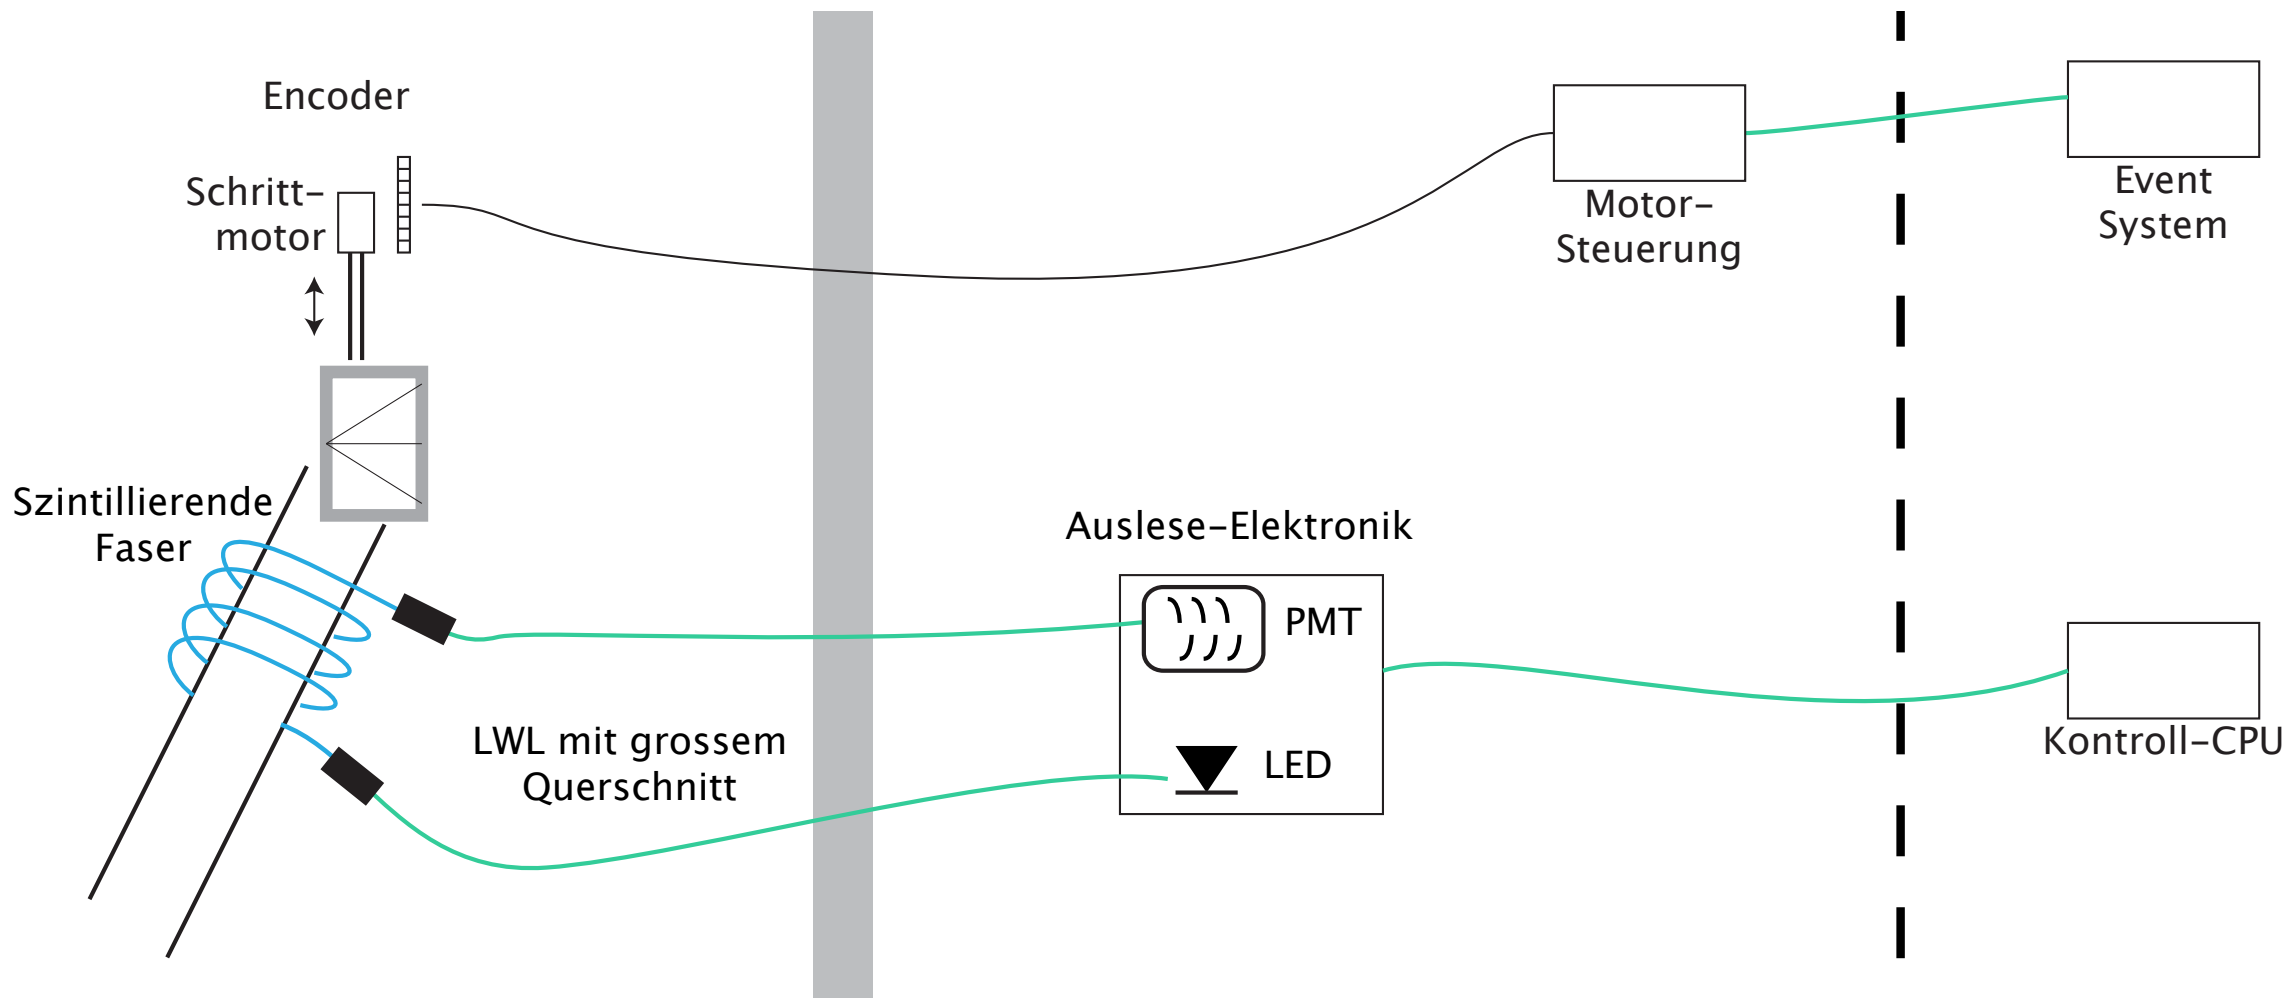 Encoder
Schritt-
motor
Motor-
Steuerung
Event
System
Szintillierende
Faser
Auslese-Elektronik
PMT
LED
LWL mit grossem
Querschnitt
Kontroll-CPU